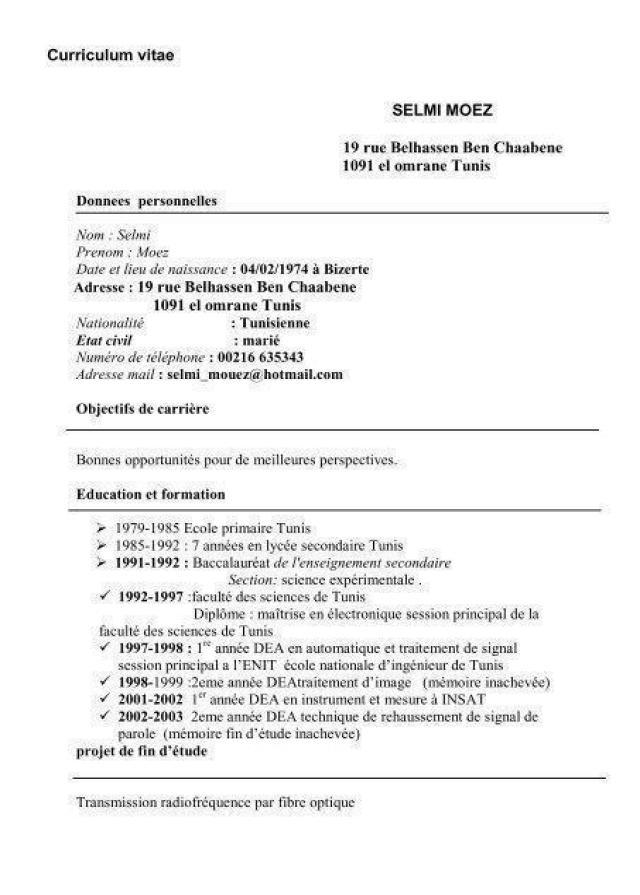 Curriculum vitae
SELMI MOEZ
19 rue Belhassen Ben Chaabene
1091 el omrane Tunis
Donnees personnelles
Nom : Selmi
Prenom : Moez
Date et lieu de naissance : 04/02/1974 à Bizerte
Adresse : 19 rue Belhassen Ben Chaabene
1091 el omrane Tunis
Nationalité : Tunisienne
Etat civil : marié
Numéro de téléphone : 00216 635343
Adresse mail : selmi_mouez@hotmail.com
Objectifs de carrière
Bonnes opportunités pour de meilleures perspectives.
Education et formation
➢ 1979-1985 Ecole primaire Tunis
➢ 1985-1992 : 7 années en lycée secondaire Tunis
➢ 1991-1992 : Baccalauréat de l'enseignement secondaire
Section: science expérimentale .
✓ 1992-1997 :faculté des sciences de Tunis
Diplôme : maîtrise en électronique session principal de la
faculté des sciences de Tunis
✓ 1997-1998 : 1re année DEA en automatique et traitement de signal
session principal a l'ENIT école nationale d'ingénieur de Tunis
✓ 1998-1999 :2eme année DEAtraitement d'image (mémoire inachevée)
✓ 2001-2002 1er année DEA en instrument et mesure à INSAT
✓ 2002-2003 2eme année DEA technique de rehaussement de signal de
parole (mémoire fin d'étude inachevée)
projet de fin d'étude
Transmission radiofréquence par fibre optique